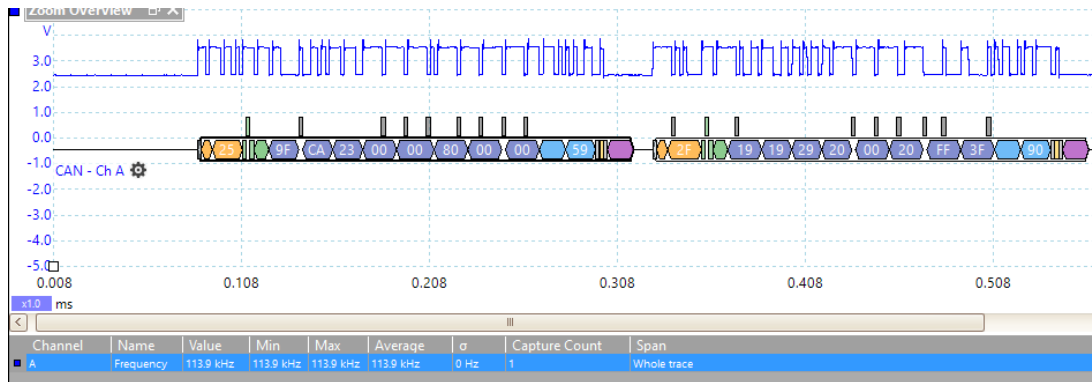 Zoom Overview
V
3.0
2.0
1.0
0.0
25 9F CA 23 00 00 80 00 00 59 2F 19 19 29 20 00 20 FF 3F 90
-1.0
CAN - Ch A
-2.0
-3.0
-4.0
-5.0
0.008 0.108 0.208 0.308 0.408 0.508
x1.0 ms
Channel Name Value Min Max Average σ Capture Count Span
A Frequency 113.9 kHz 113.9 kHz 113.9 kHz 113.9 kHz 0 Hz 1 Whole trace